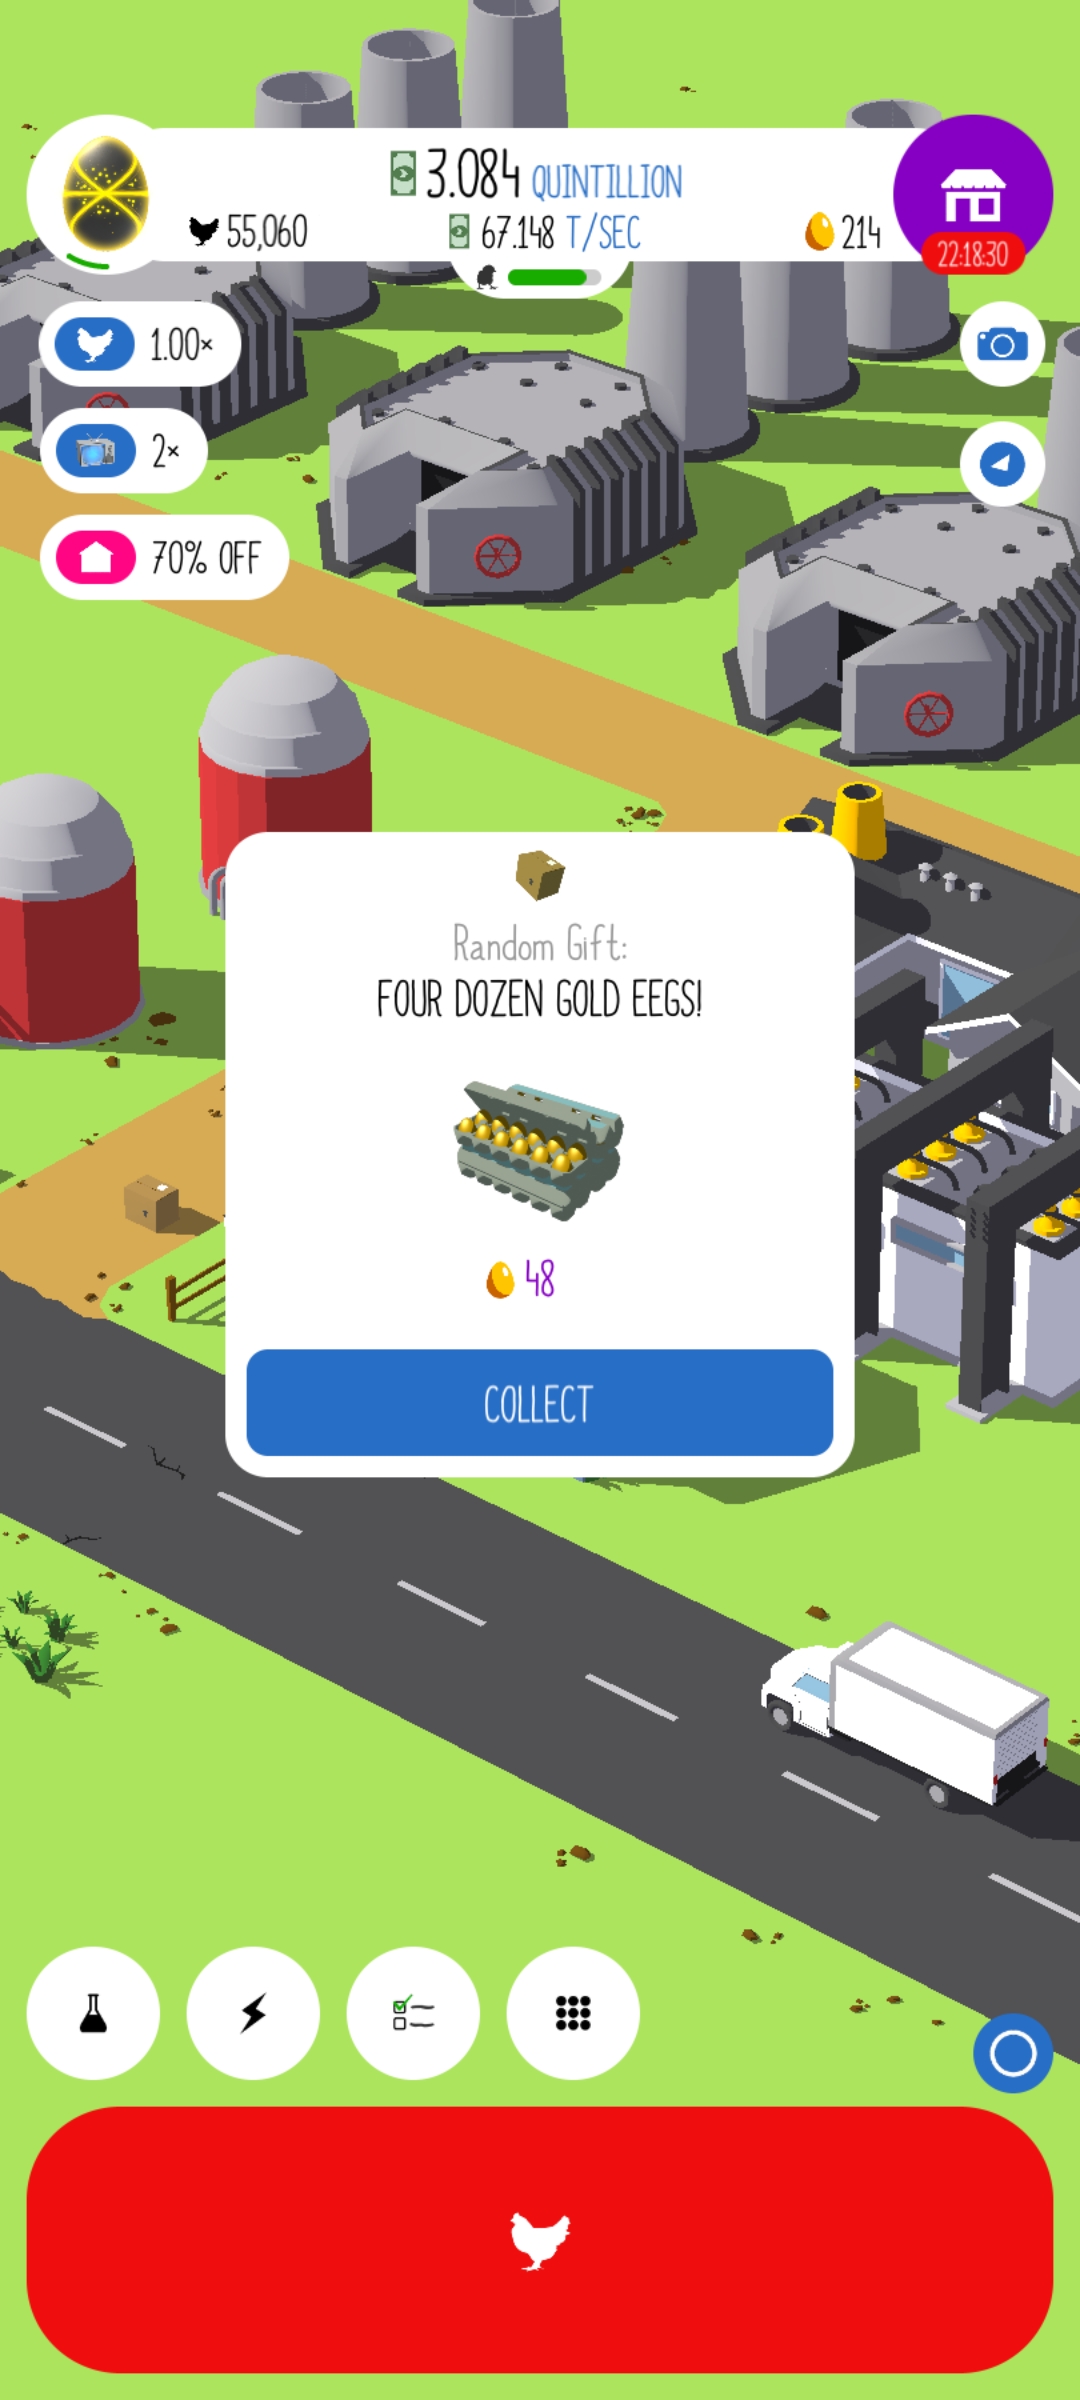 3.084 QUINTILLION
55,060
67.148 T/SEC
214
22:18:30
1.00×
2×
70% OFF
Random Gift:
FOUR DOZEN GOLD EEGS!
48
COLLECT